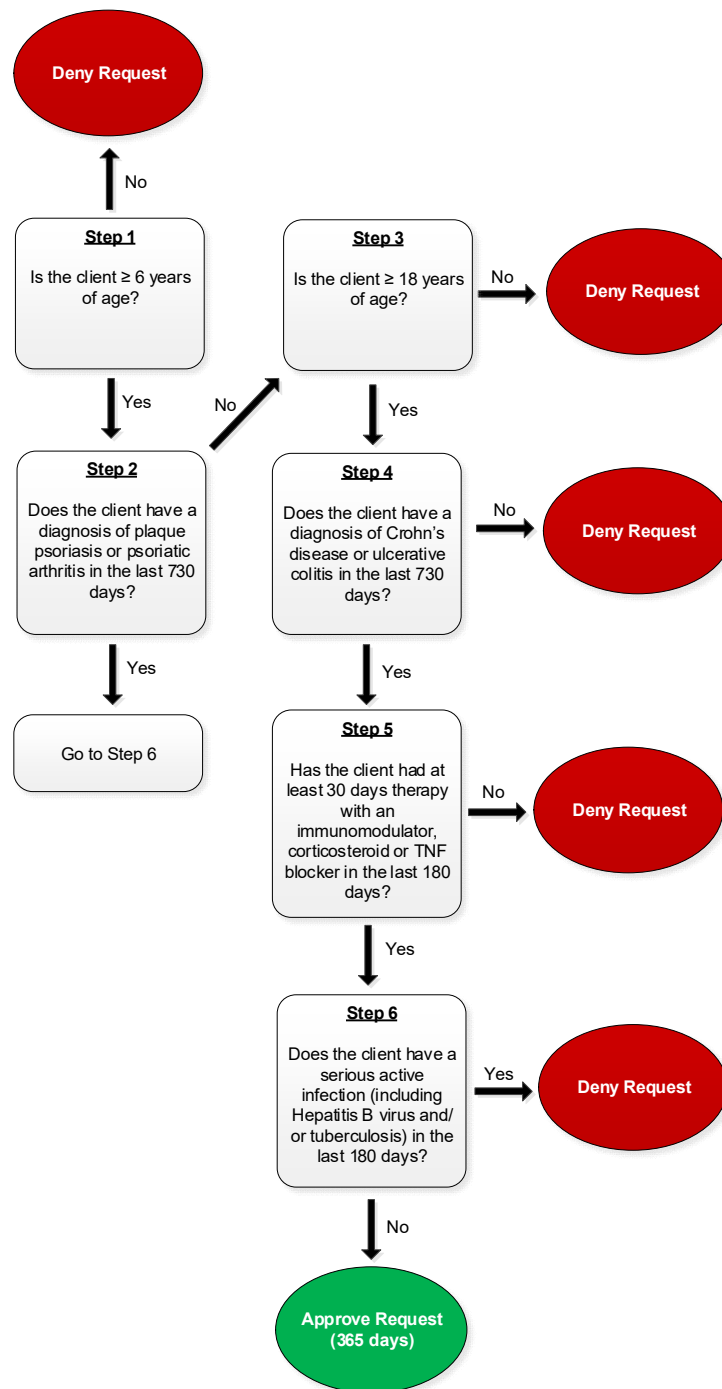 Deny Request
No
Step 1
Is the client ≥ 6 years
of age?
Yes
Step 2
Does the client have a
diagnosis of plaque
psoriasis or psoriatic
arthritis in the last 730
days?
Yes
Go to Step 6
No
Step 3
Is the client ≥ 18 years
of age?
No
Deny Request
Yes
Step 4
Does the client have a
diagnosis of Crohn’s
disease or ulcerative
colitis in the last 730
days?
No
Deny Request
Yes
Step 5
Has the client had at
least 30 days therapy
with an
immunomodulator,
corticosteroid or TNF
blocker in the last 180
days?
No
Deny Request
Yes
Step 6
Does the client have a
serious active
infection (including
Hepatitis B virus and/
or tuberculosis) in the
last 180 days?
Yes
Deny Request
No
Approve Request
(365 days)